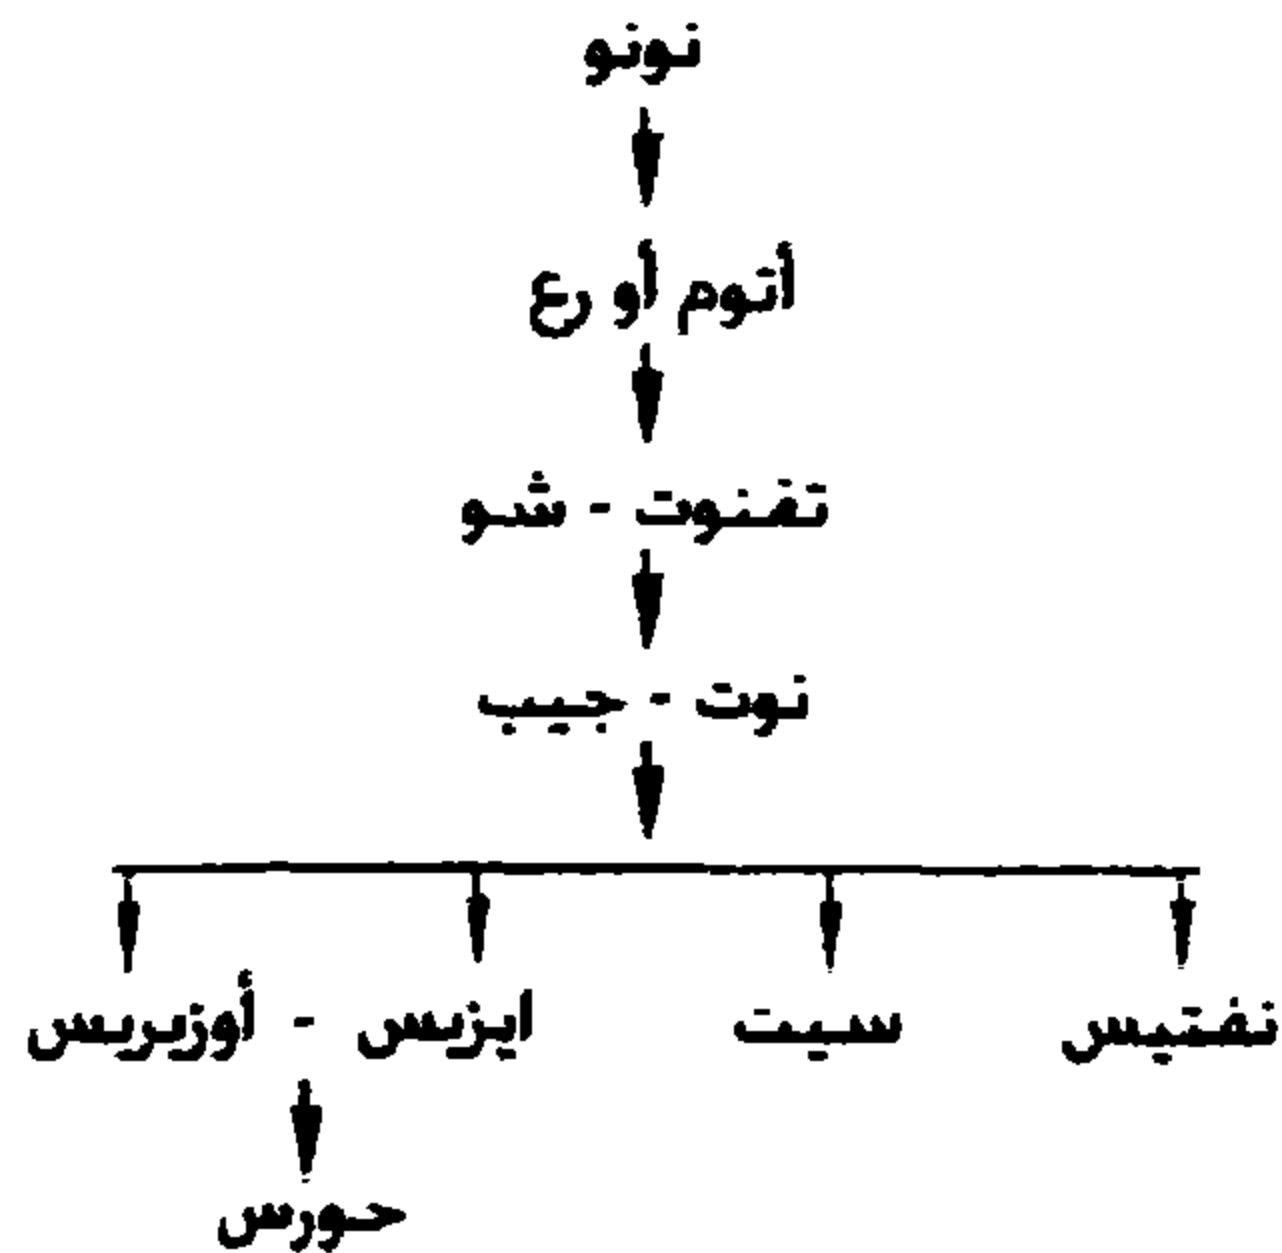 نونو
أتوم أو رع
تفنوت - شو
نوت - جيب
نفتيس سيت ايزيس - أوزيريس
حورس